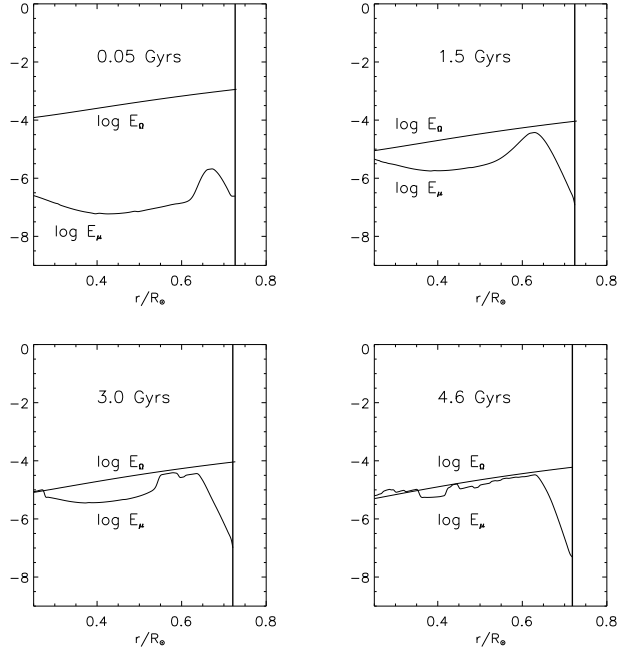 0
−2
−4
−6
−8
0.05 Gyrs
log E_Ω
log E_μ
0.4 0.6 0.8
r/R_⊙
0
−2
−4
−6
−8
1.5 Gyrs
log E_Ω
log E_μ
0.4 0.6 0.8
r/R_⊙
0
−2
−4
−6
−8
3.0 Gyrs
log E_Ω
log E_μ
0.4 0.6 0.8
r/R_⊙
0
−2
−4
−6
−8
4.6 Gyrs
log E_Ω
log E_μ
0.4 0.6 0.8
r/R_⊙